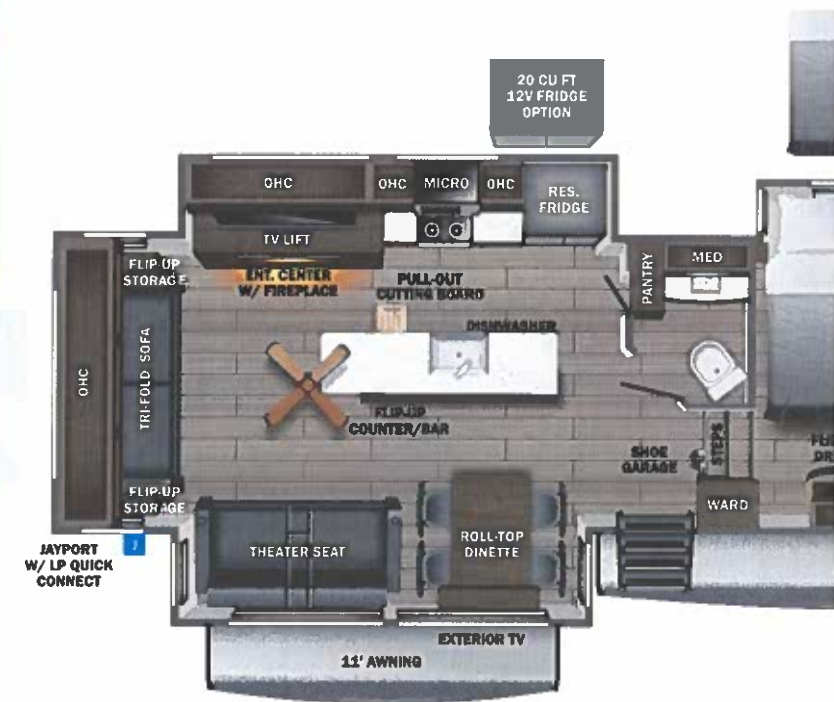 20 CU FT
12V FRIDGE
OPTION
OHC
OHC
MICRO
OHC
RES.
FRIDGE
TV LIFT
ENT. CENTER
W/ FIREPLACE
FLIP-UP
STORAGE
PULL-OUT
CUTTING BOARD
PANTRY
MED
DISHWASHER
OHC
TRI-FOLD SOFA
FLIP-UP
COUNTER/BAR
SHOE
GARAGE
STEPS
FLIP-UP
STORAGE
WARD
JAYPORT
W/ LP QUICK
CONNECT
THEATER SEAT
ROLL-TOP
DINETTE
EXTERIOR TV
11' AWNING